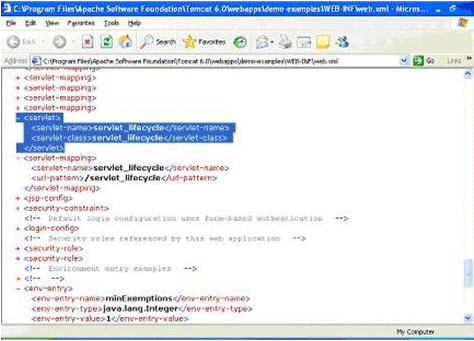 C:\Program Files\Apache Software Foundation\Tomcat 6.0\webapps\demo-examples\WEB-INF\web.xml - Micros...
File Edit View Favorites Tools Help
Back Search Favorites
Address C:\Program Files\Apache Software Foundation\Tomcat 6.0\webapps\demo-examples\WEB-INF\web.xml Go Links »
+ <servlet-mapping>
+ <servlet-mapping>
+ <servlet-mapping>
- <servlet>
<servlet-name>servlet_lifecycle</servlet-name>
<servlet-class>servlet_lifecycle</servlet-class>
</servlet>
- <servlet-mapping>
<servlet-name>servlet_lifecycle</servlet-name>
<url-pattern>/servlet_lifecycle</url-pattern>
</servlet-mapping>
+ <jsp-config>
+ <security-constraint>
<!-- Default login configuration uses form-based authentication -->
+ <login-config>
<!-- Security roles referenced by this web application -->
+ <security-role>
+ <security-role>
<!-- Environment entry examples -->
+ <!-- -->
- <env-entry>
<env-entry-name>minExemptions</env-entry-name>
<env-entry-type>java.lang.Integer</env-entry-type>
<env-entry-value>1</env-entry-value>
My Computer